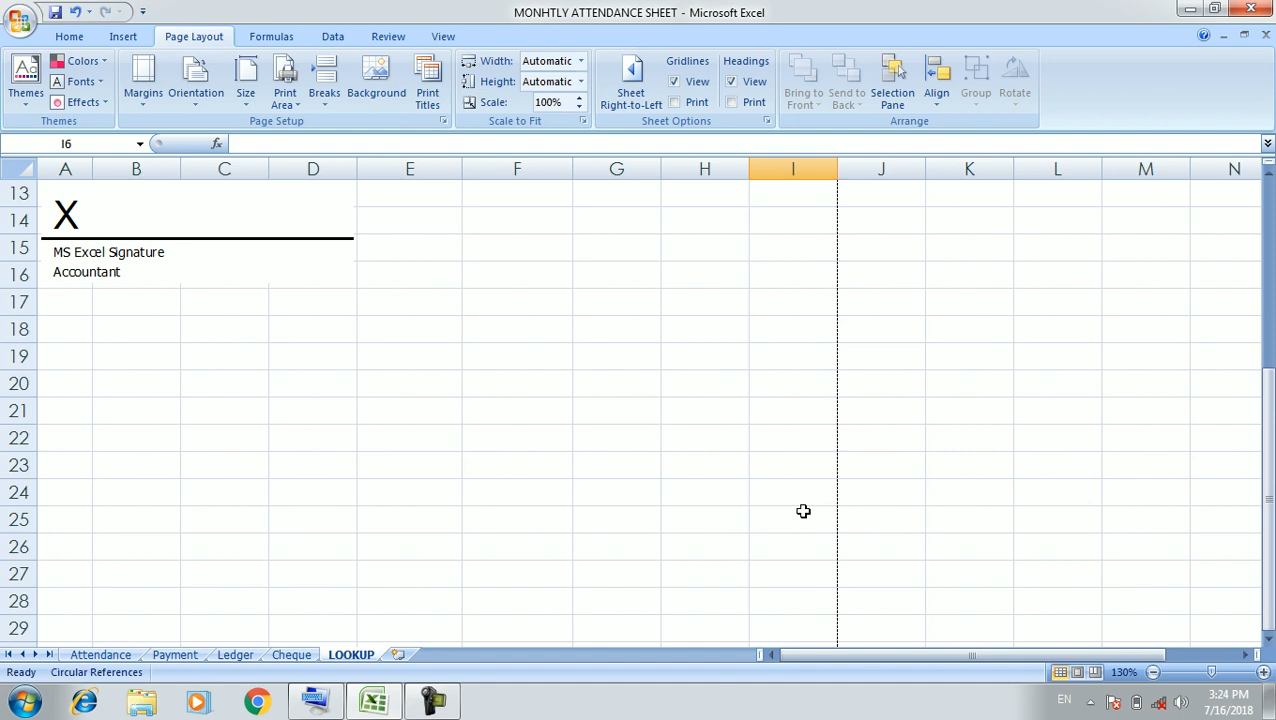 MONHTLY ATTENDANCE SHEET - Microsoft Excel
Home Insert Page Layout Formulas Data Review View
Themes
Colors
Fonts
Effects
Themes
Margins Orientation Size Print Area Breaks Background Print Titles
Page Setup
Width: Automatic
Height: Automatic
Scale: 100%
Scale to Fit
Sheet Right-to-Left
Gridlines
View
Print
Headings
View
Print
Sheet Options
Bring to Front Send to Back Selection Pane Align Group Rotate
Arrange
I6 fx
A B C D E F G H I J K L M N
13
14 X
15 MS Excel Signature
16 Accountant
17
18
19
20
21
22
23
24
25
26
27
28
29
Attendance Payment Ledger Cheque LOOKUP
Ready Circular References 130%
EN 3:24 PM
7/16/2018